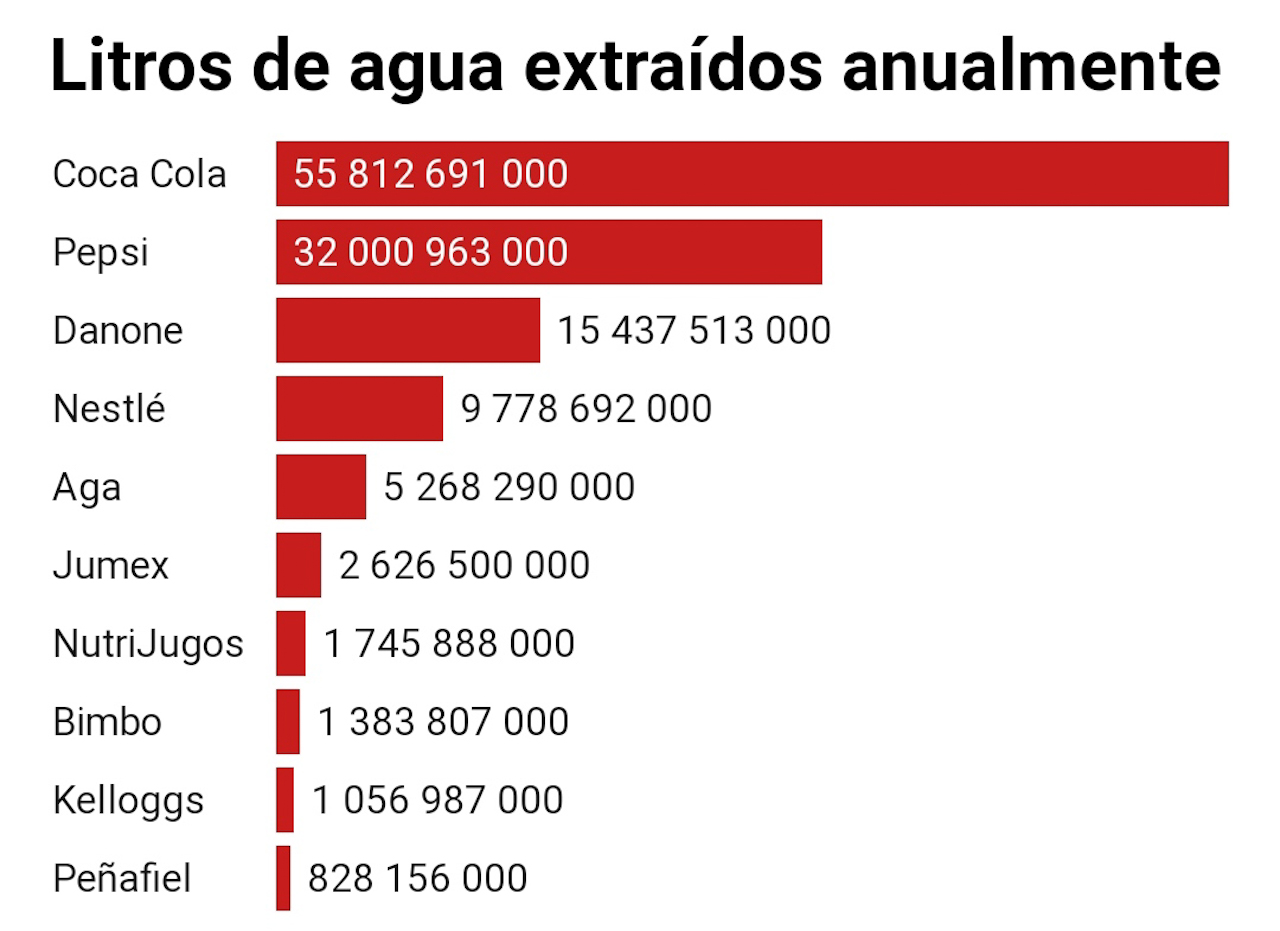 Litros de agua extraídos anualmente
Coca Cola 55 812 691 000
Pepsi 32 000 963 000
Danone 15 437 513 000
Nestlé 9 778 692 000
Aga 5 268 290 000
Jumex 2 626 500 000
NutriJugos 1 745 888 000
Bimbo 1 383 807 000
Kelloggs 1 056 987 000
Peñafiel 828 156 000